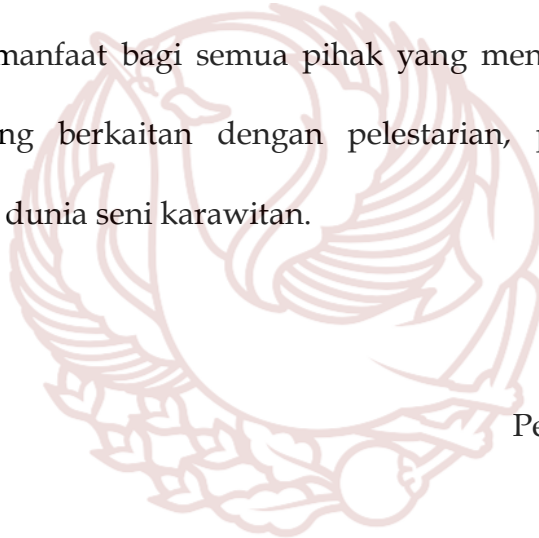 manfaat bagi semua pihak yang men
ng berkaitan dengan pelestarian, p
dunia seni karawitan.
Pe